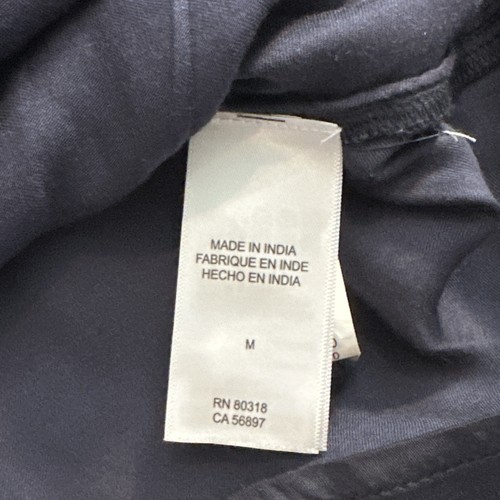 MADE IN INDIA
FABRIQUE EN INDE
HECHO EN INDIA
M
RN 80318
CA 56897